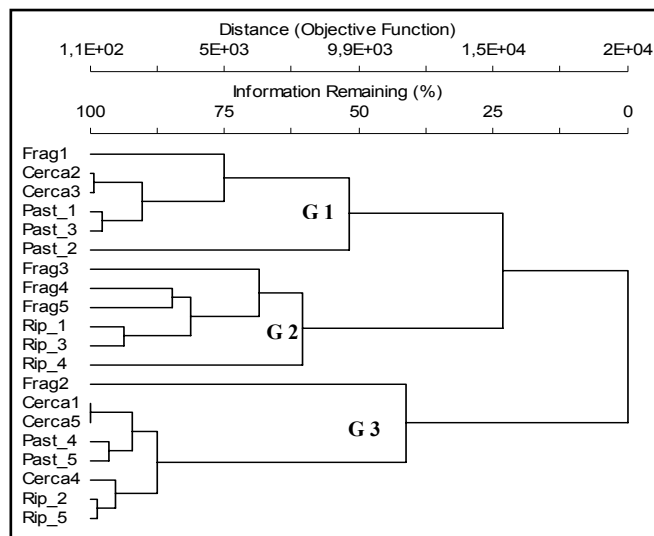 Distance (Objective Function)
1,1E+02 5E+03 9,9E+03 1,5E+04 2E+04
Information Remaining (%)
100 75 50 25 0
Frag1
Cerca2
Cerca3
Past_1
Past_3
Past_2
Frag3
Frag4
Frag5
Rip_1
Rip_3
Rip_4
Frag2
Cerca1
Cerca5
Past_4
Past_5
Cerca4
Rip_2
Rip_5
G 1
G 2
G 3